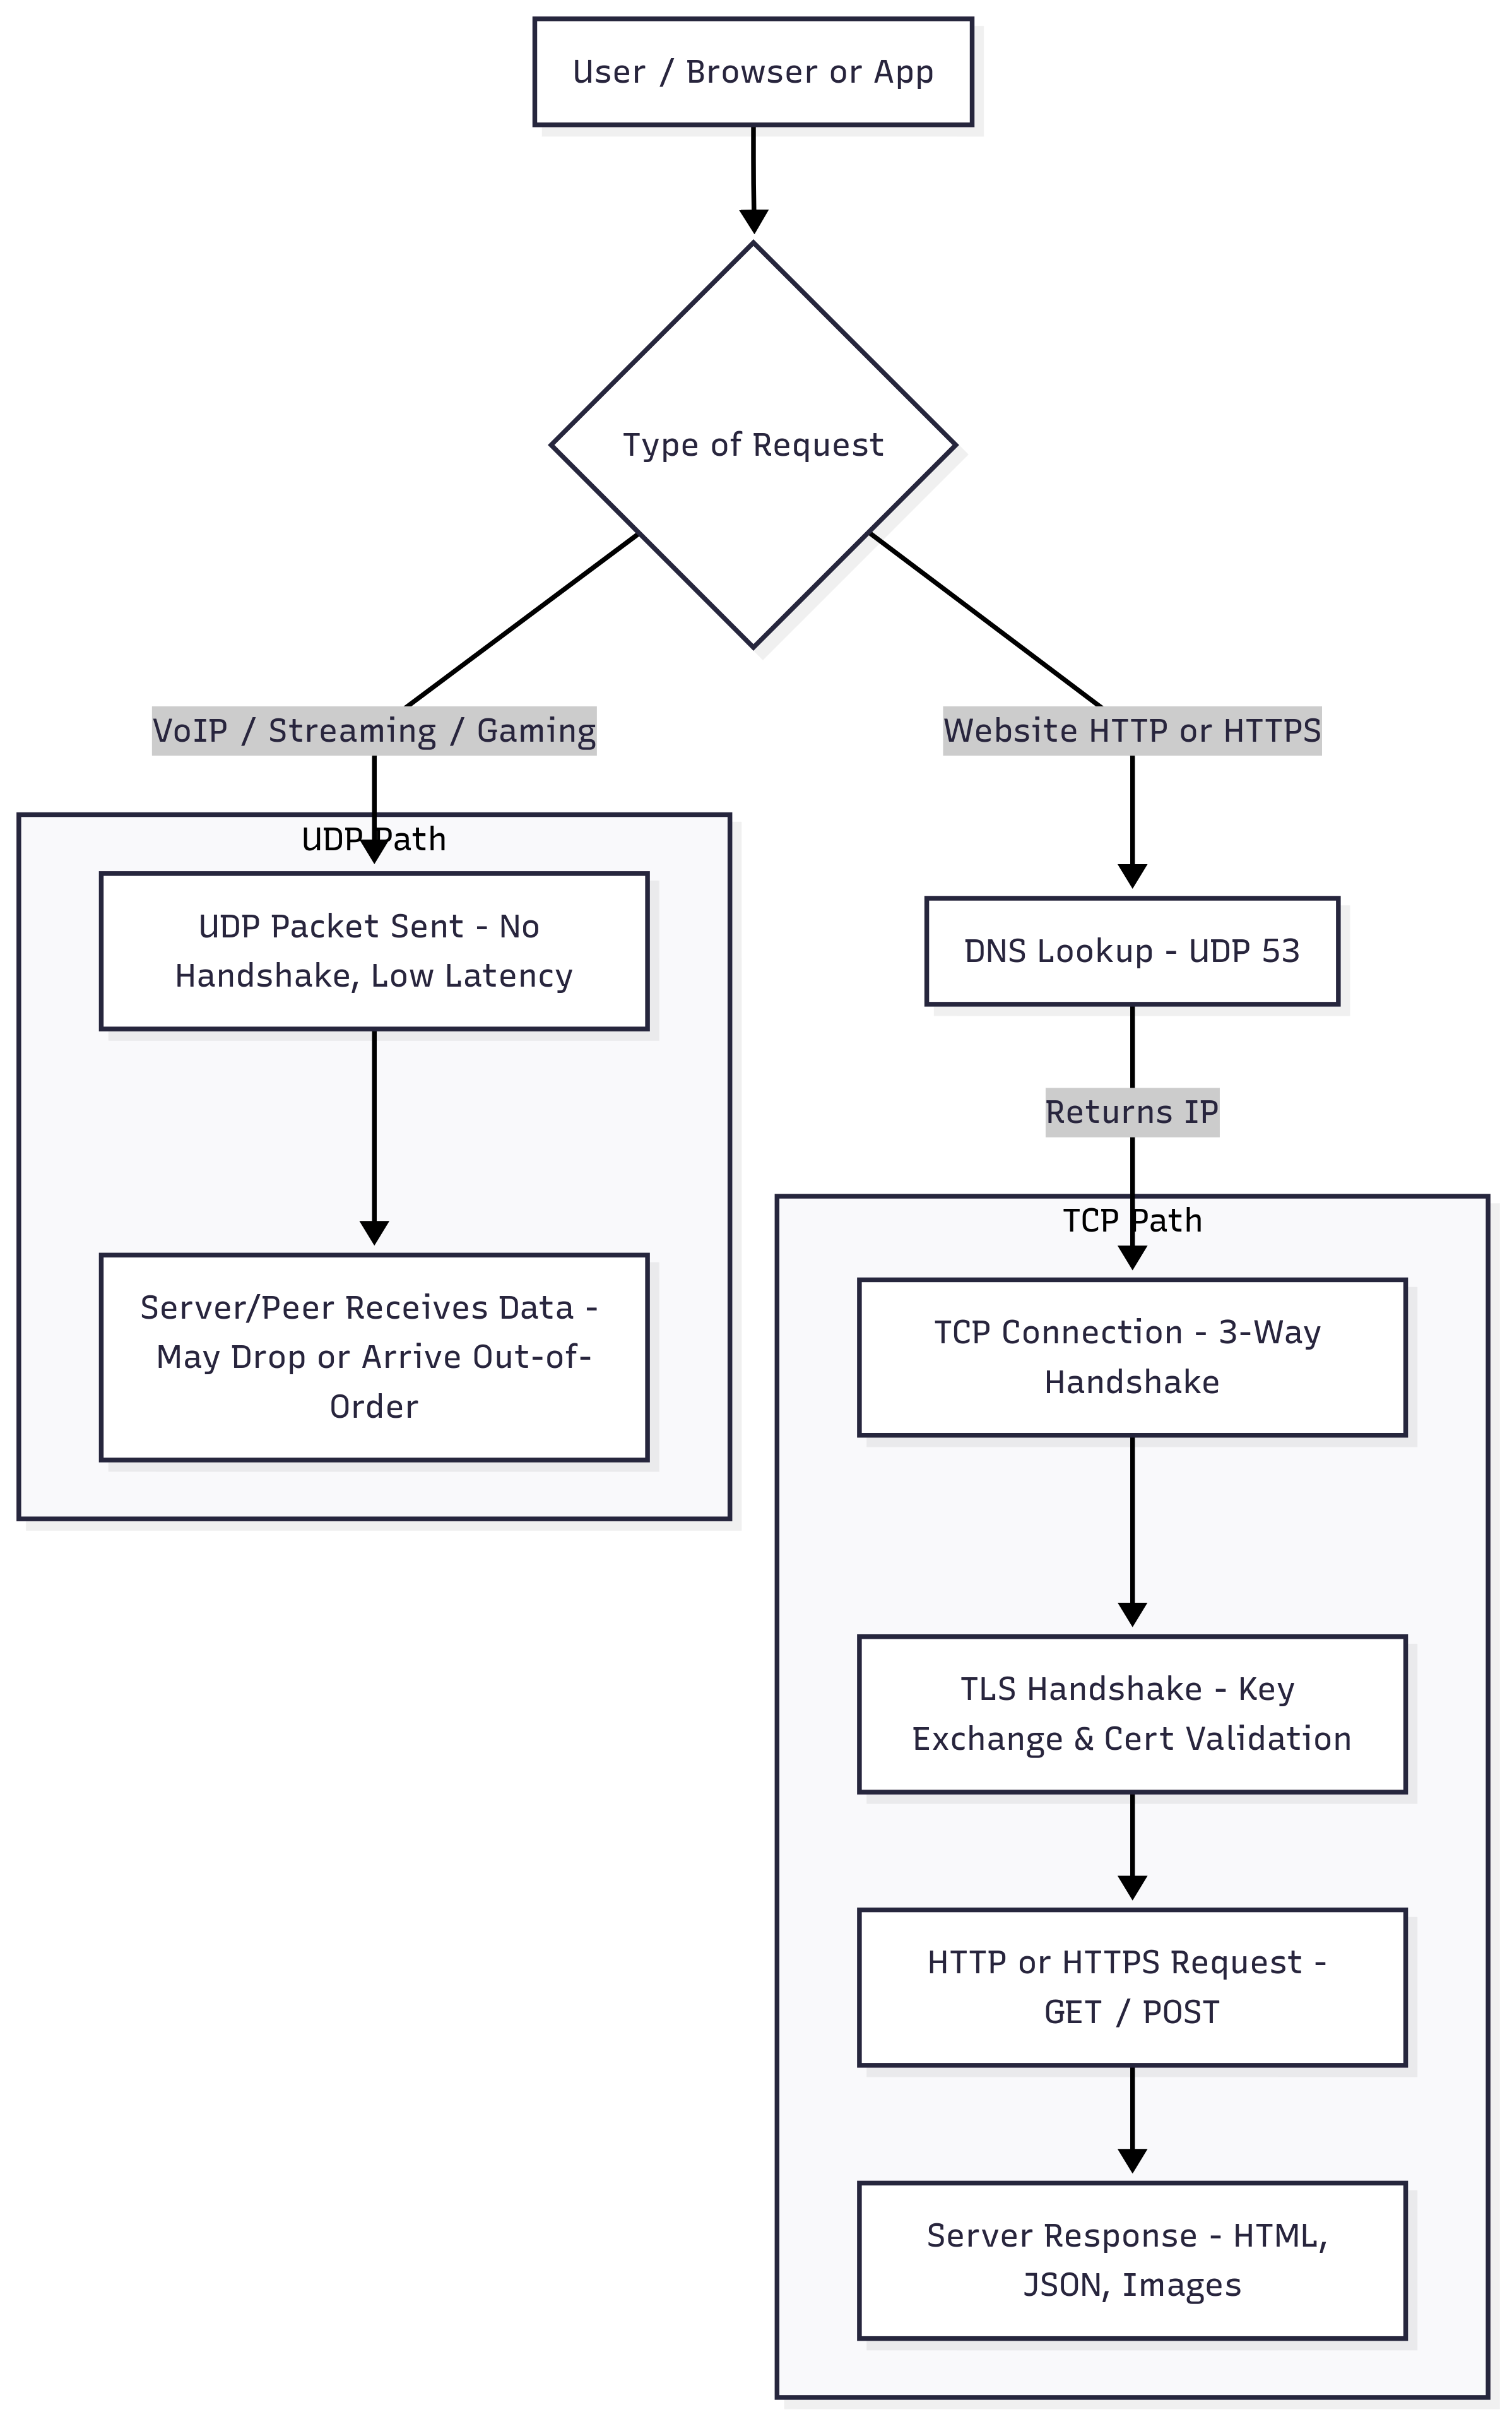 User / Browser or App
Type of Request
VoIP / Streaming / Gaming
Website HTTP or HTTPS
UDP Path
UDP Packet Sent - No
Handshake, Low Latency
DNS Lookup - UDP 53
Returns IP
Server/Peer Receives Data -
May Drop or Arrive Out-of-
Order
TCP Path
TCP Connection - 3-Way
Handshake
TLS Handshake - Key
Exchange & Cert Validation
HTTP or HTTPS Request -
GET / POST
Server Response - HTML,
JSON, Images